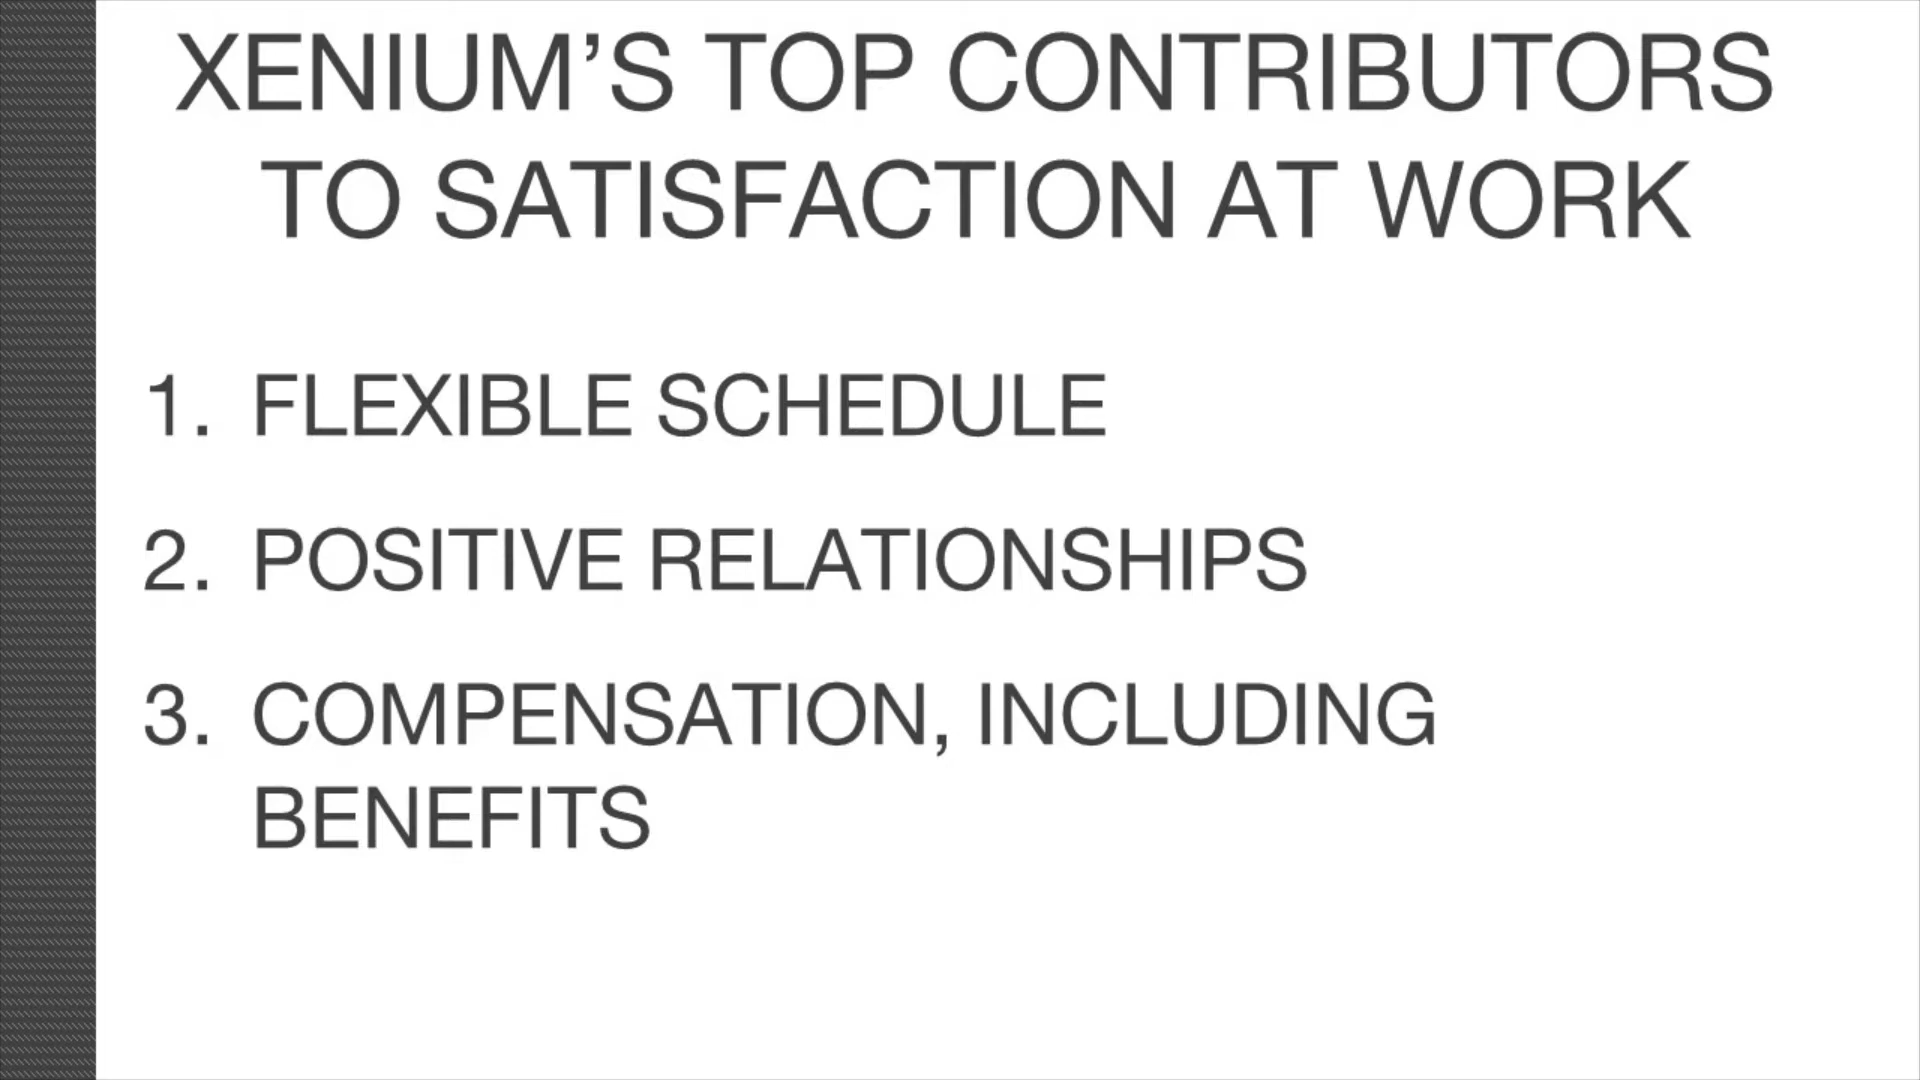 XENIUM’S TOP CONTRIBUTORS
TO SATISFACTION AT WORK
1. FLEXIBLE SCHEDULE
2. POSITIVE RELATIONSHIPS
3. COMPENSATION, INCLUDING
BENEFITS